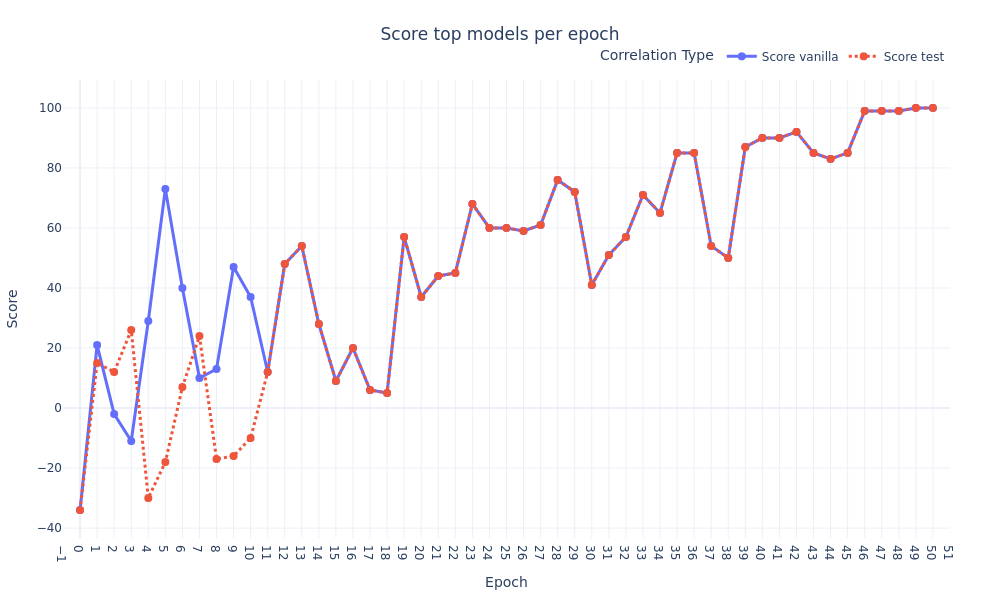 Score top models per epoch
Correlation Type Score vanilla Score test
100
80
60
40
20
0
−20
−40
Score
−1 0 1 2 3 4 5 6 7 8 9 10 11 12 13 14 15 16 17 18 19 20 21 22 23 24 25 26 27 28 29 30 31 32 33 34 35 36 37 38 39 40 41 42 43 44 45 46 47 48 49 50 51
Epoch